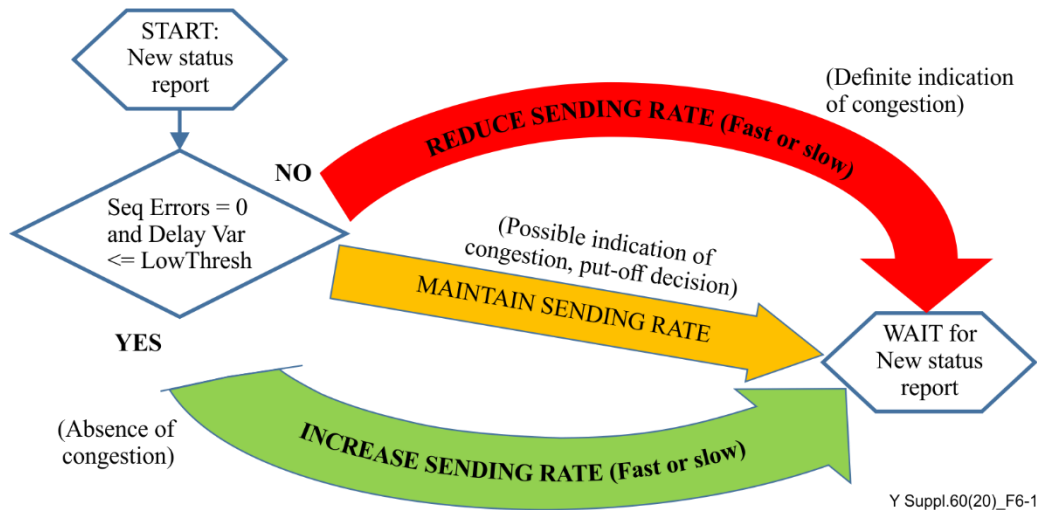 START:
New status
report
Seq Errors = 0
and Delay Var
<= LowThresh
NO
YES
REDUCE SENDING RATE (Fast or slow)
(Definite indication
of congestion)
(Possible indication of
congestion, put-off decision)
MAINTAIN SENDING RATE
WAIT for
New status
report
(Absence of
congestion)
INCREASE SENDING RATE (Fast or slow)
Y Suppl.60(20)_F6-1